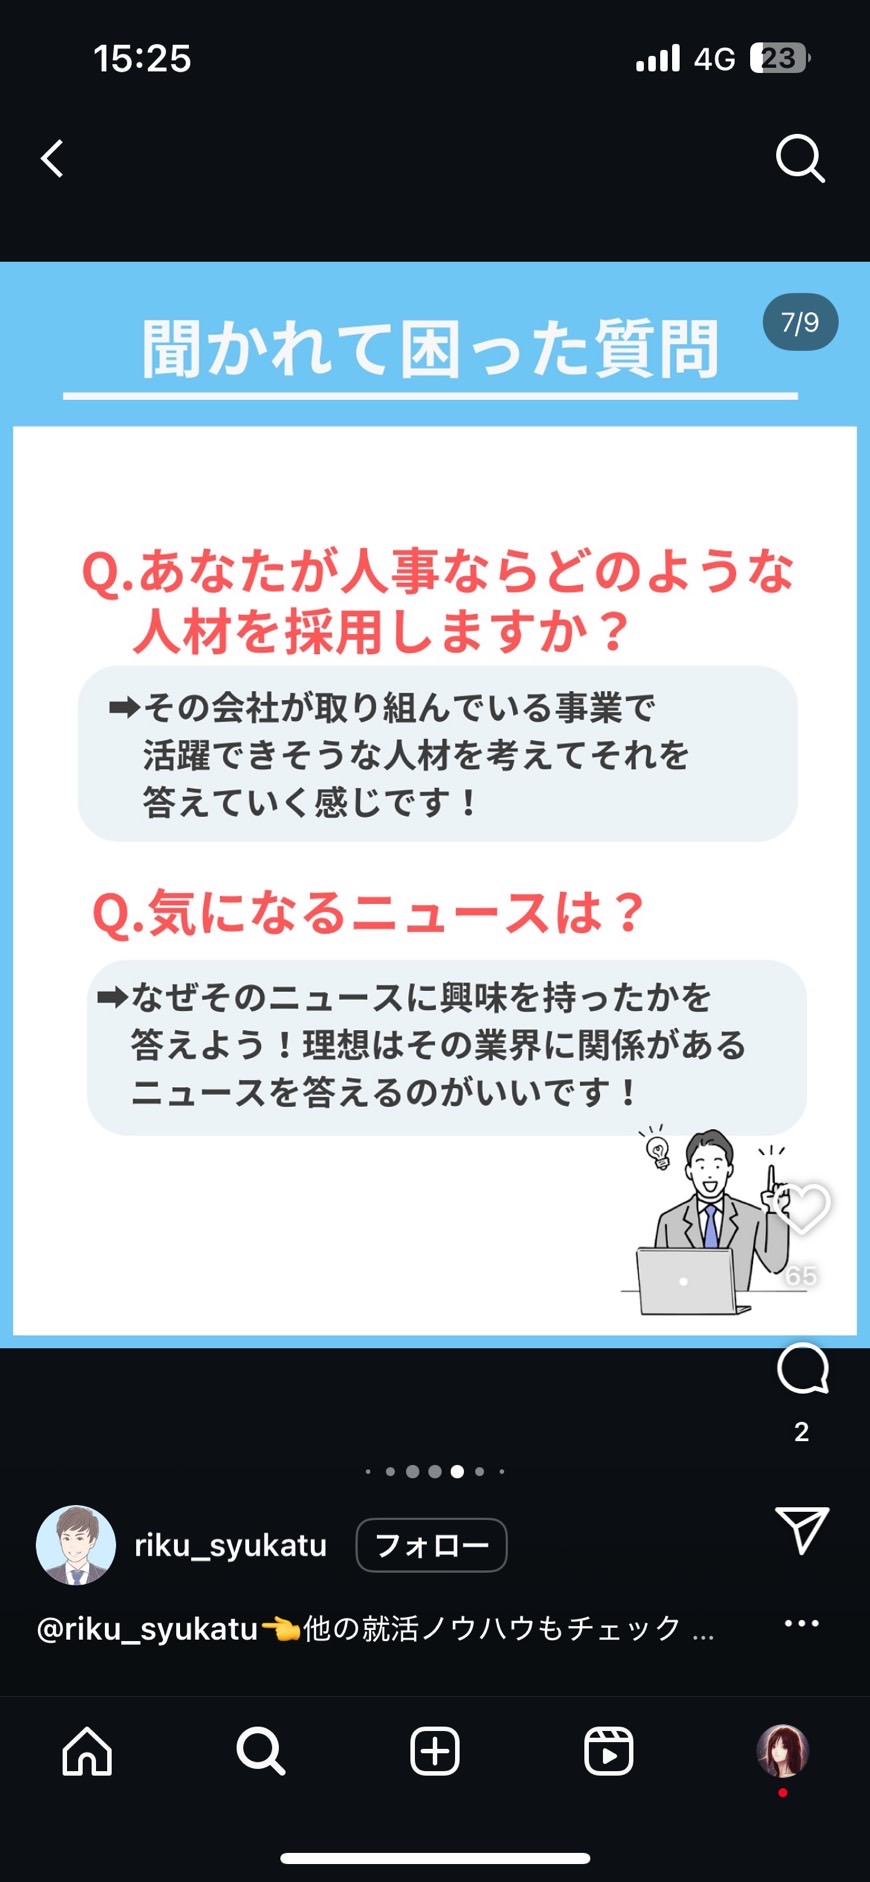 15:25
4G
23
聞かれて困った質問
7/9
Q.あなたが人事ならどのような
人材を採用しますか？
➡その会社が取り組んでいる事業で
活躍できそうな人材を考えてそれを
答えていく感じです！
Q.気になるニュースは？
➡なぜそのニュースに興味を持ったかを
答えよう！理想はその業界に関係がある
ニュースを答えるのがいいです！
65
2
riku_syukatu
フォロー
@riku_syukatu👈他の就活ノウハウもチェック ...